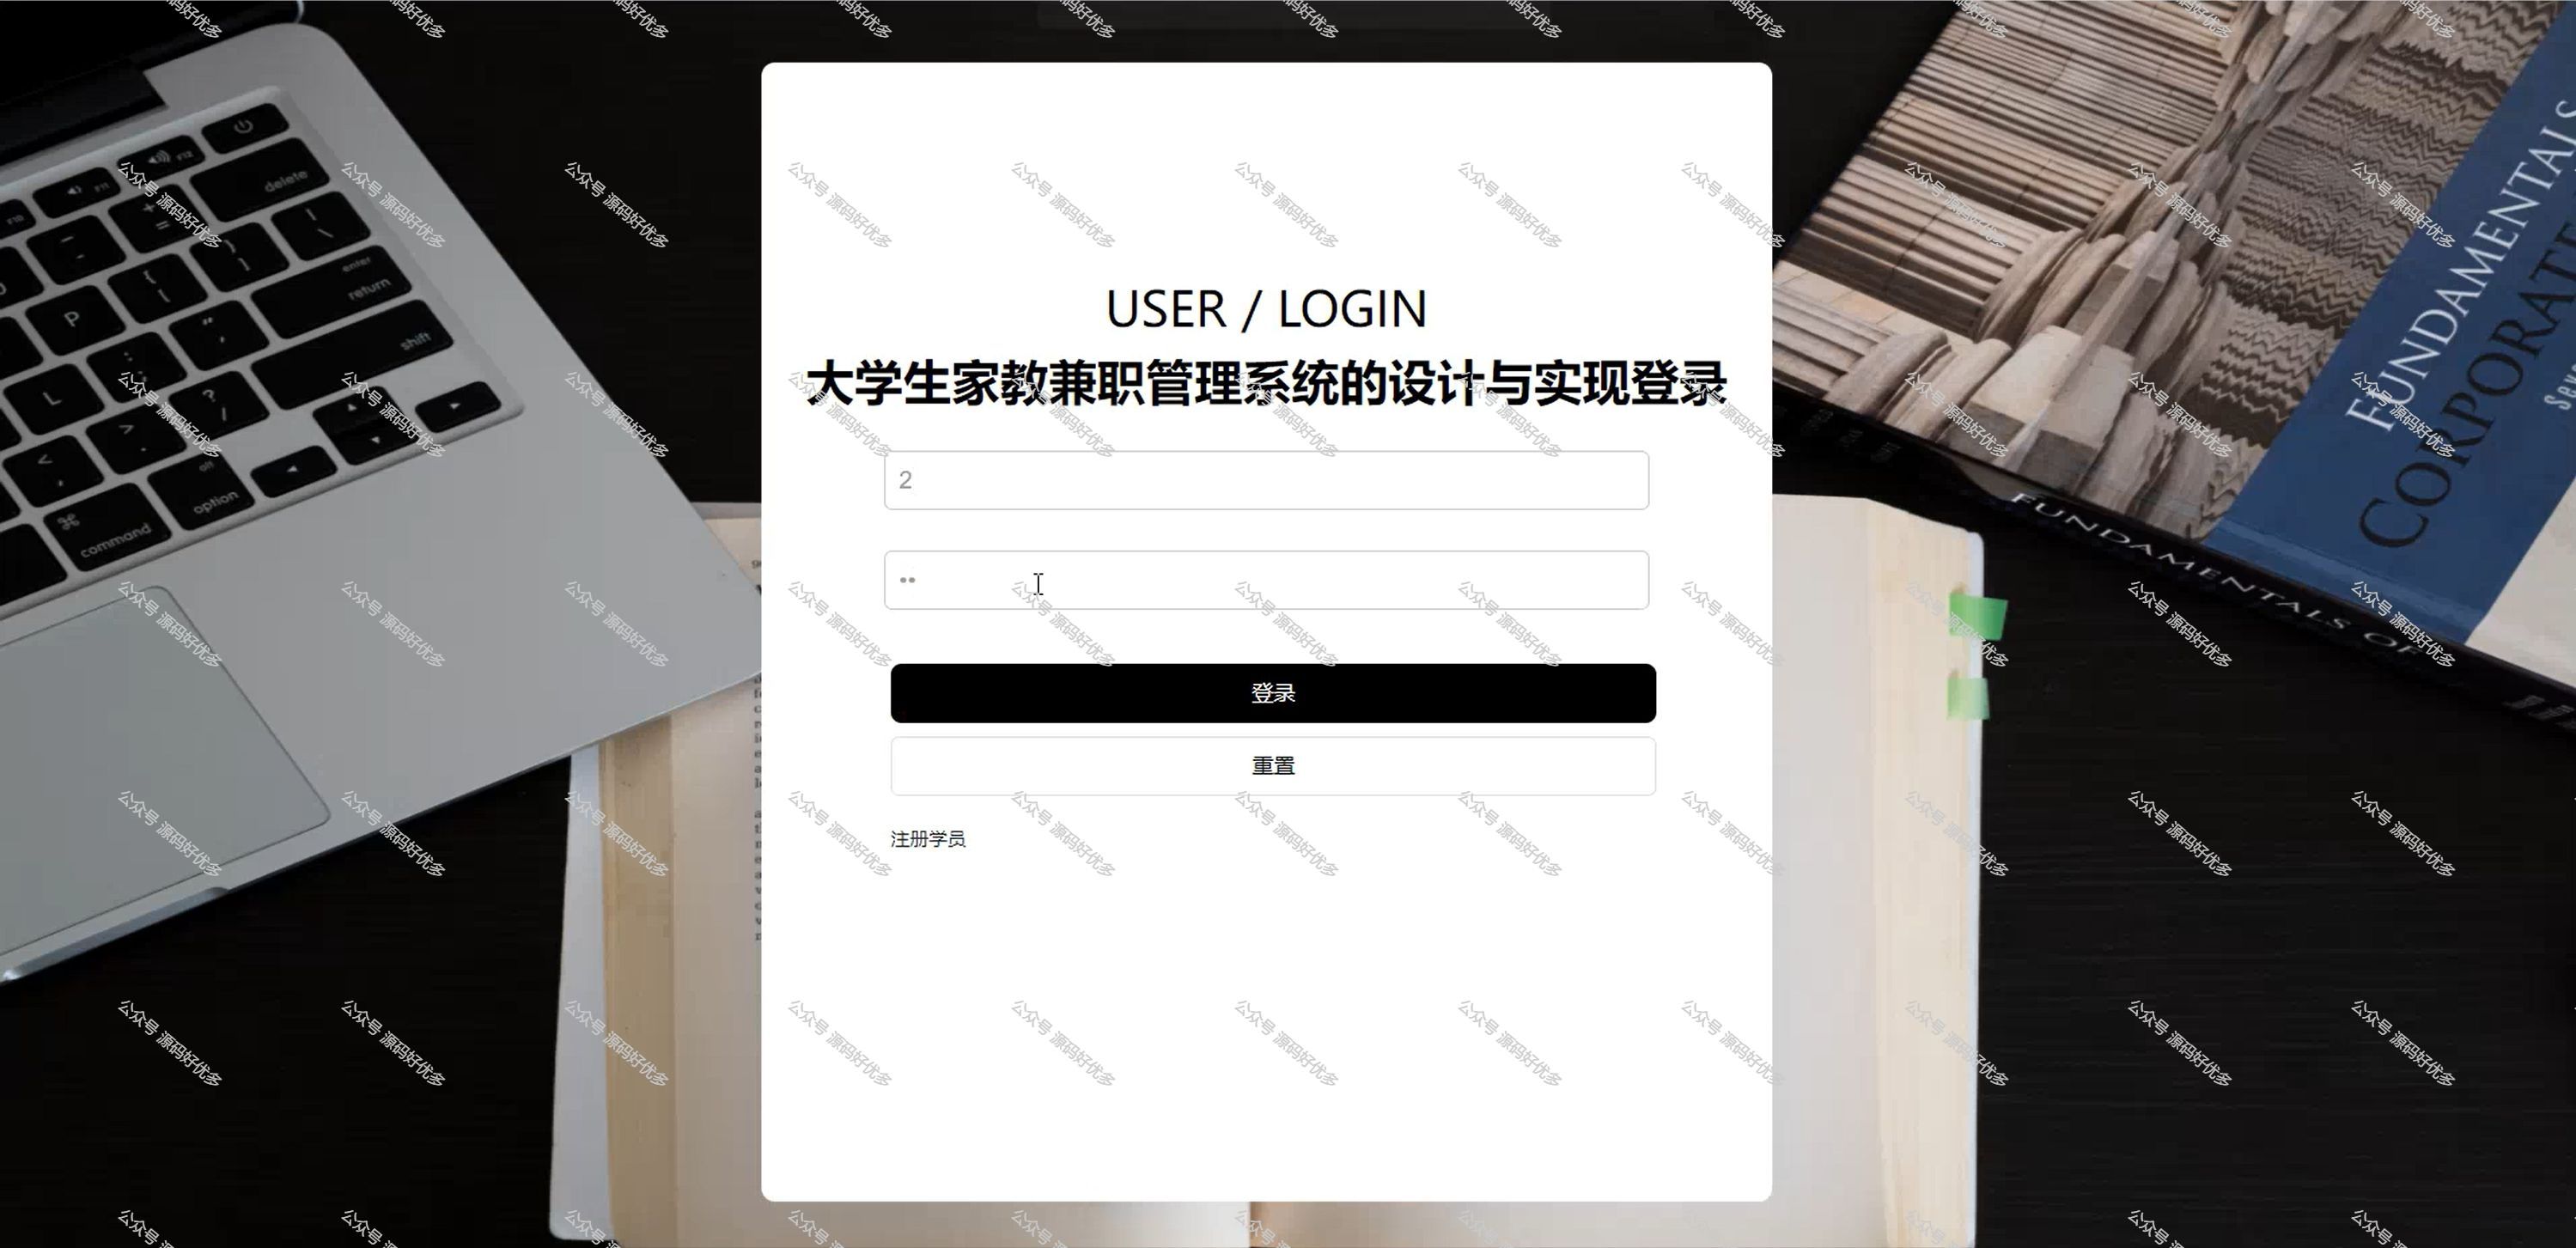 USER / LOGIN
大学生家教兼职管理系统的设计与实现登录
2
••
登录
重置
注册学员
公众号 源码好优多
delete
enter
return
shift
alt
option
command
P
L
FUNDAMENTALS
CORPORATE
FUNDAMENTALS OF